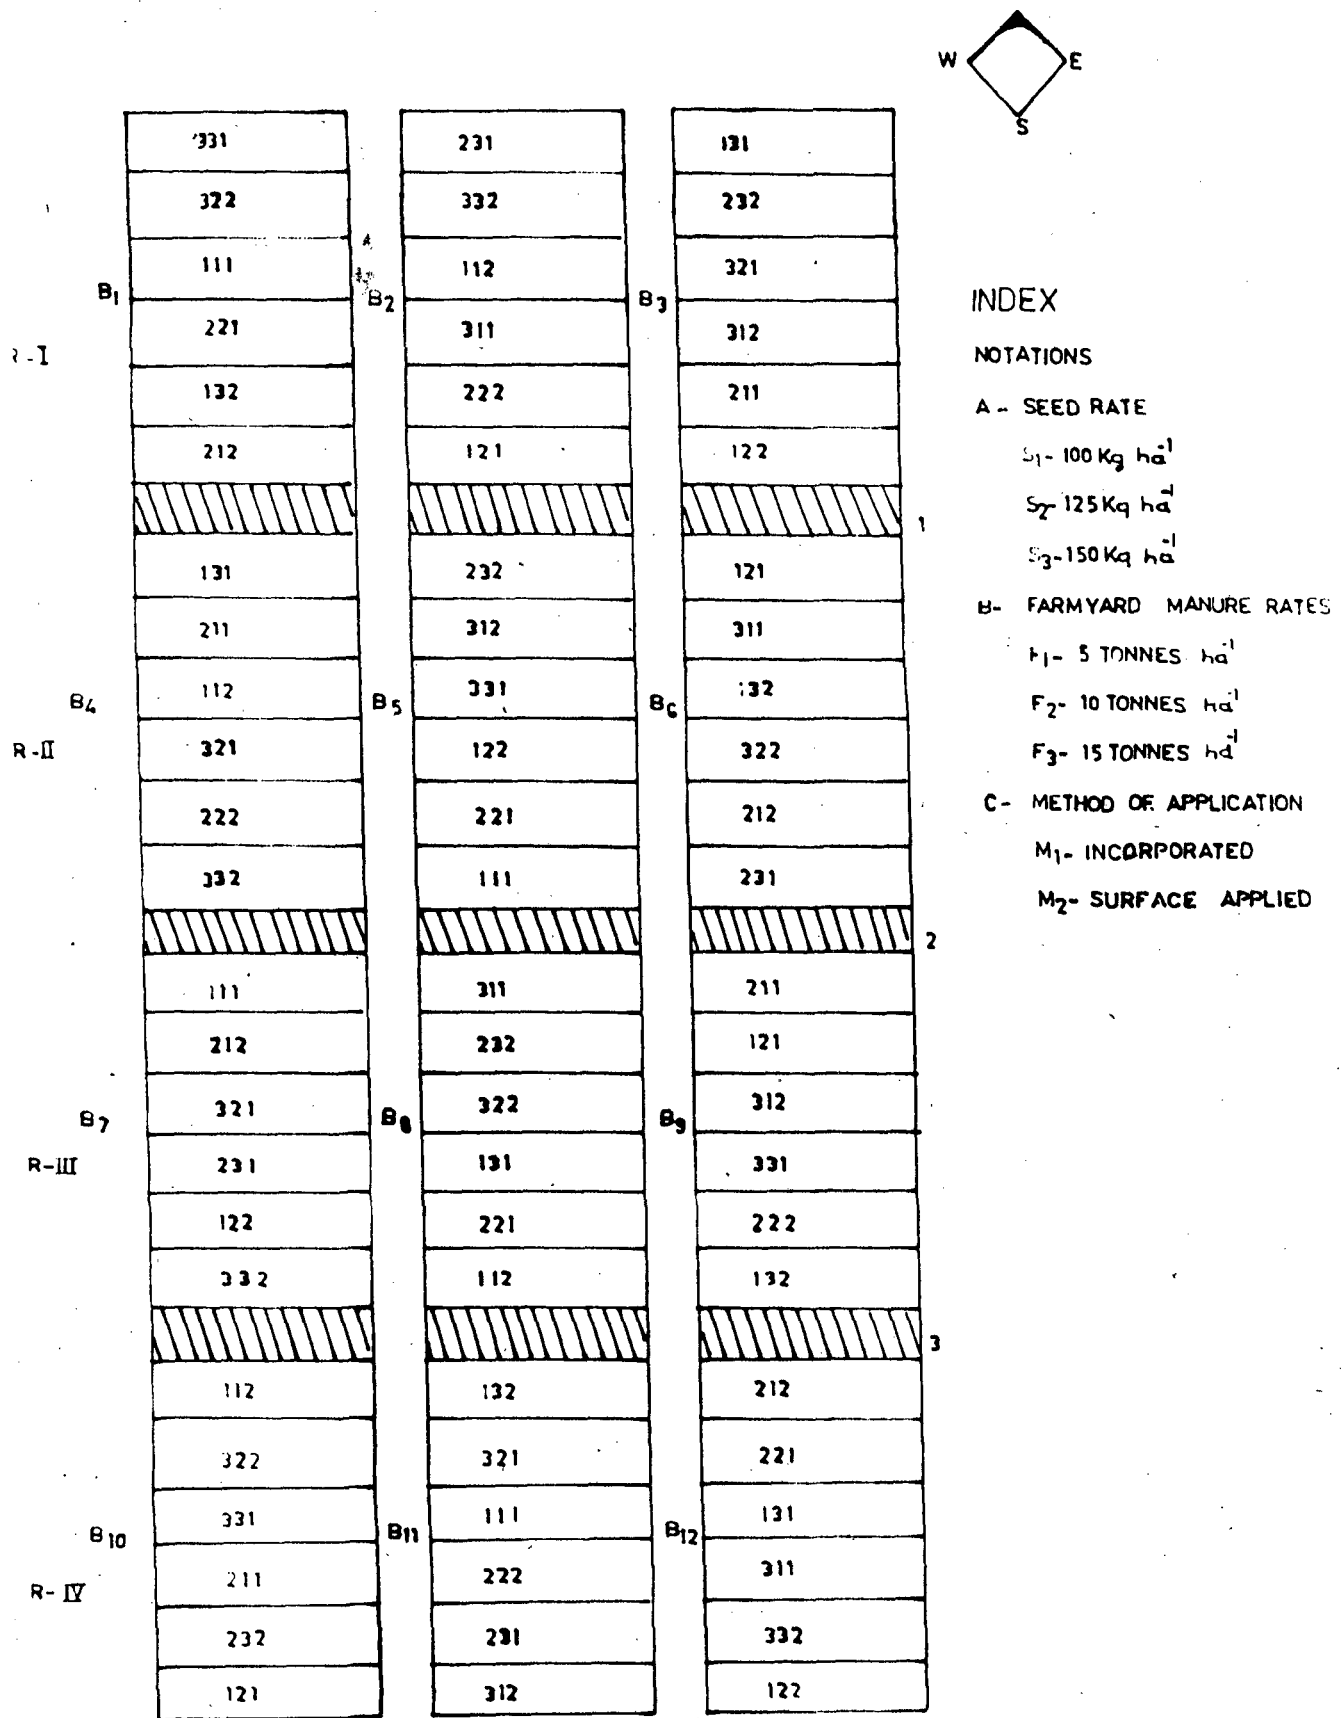 W E
S
331 231 131
322 332 232
111 112 321
B1 B2 B3
221 311 312
-I
132 222 211
212 121 122
1
131 232 121
211 312 311
112 331 132
B4 B5 B6
R-II
321 122 322
222 221 212
332 111 231
2
111 311 211
212 232 121
321 322 312
B7 B8 B9
R-III
231 131 331
122 221 222
332 112 132
3
112 132 212
322 321 221
331 111 131
B10 B11 B12
211 222 311
R-IV
232 231 332
121 312 122
INDEX
NOTATIONS
A - SEED RATE
S1- 100 Kg ha-1
S2- 125 Kg ha-1
S3- 150 Kg ha-1
B- FARMYARD MANURE RATES
F1- 5 TONNES ha-1
F2- 10 TONNES ha-1
F3- 15 TONNES ha-1
C- METHOD OF APPLICATION
M1- INCORPORATED
M2- SURFACE APPLIED